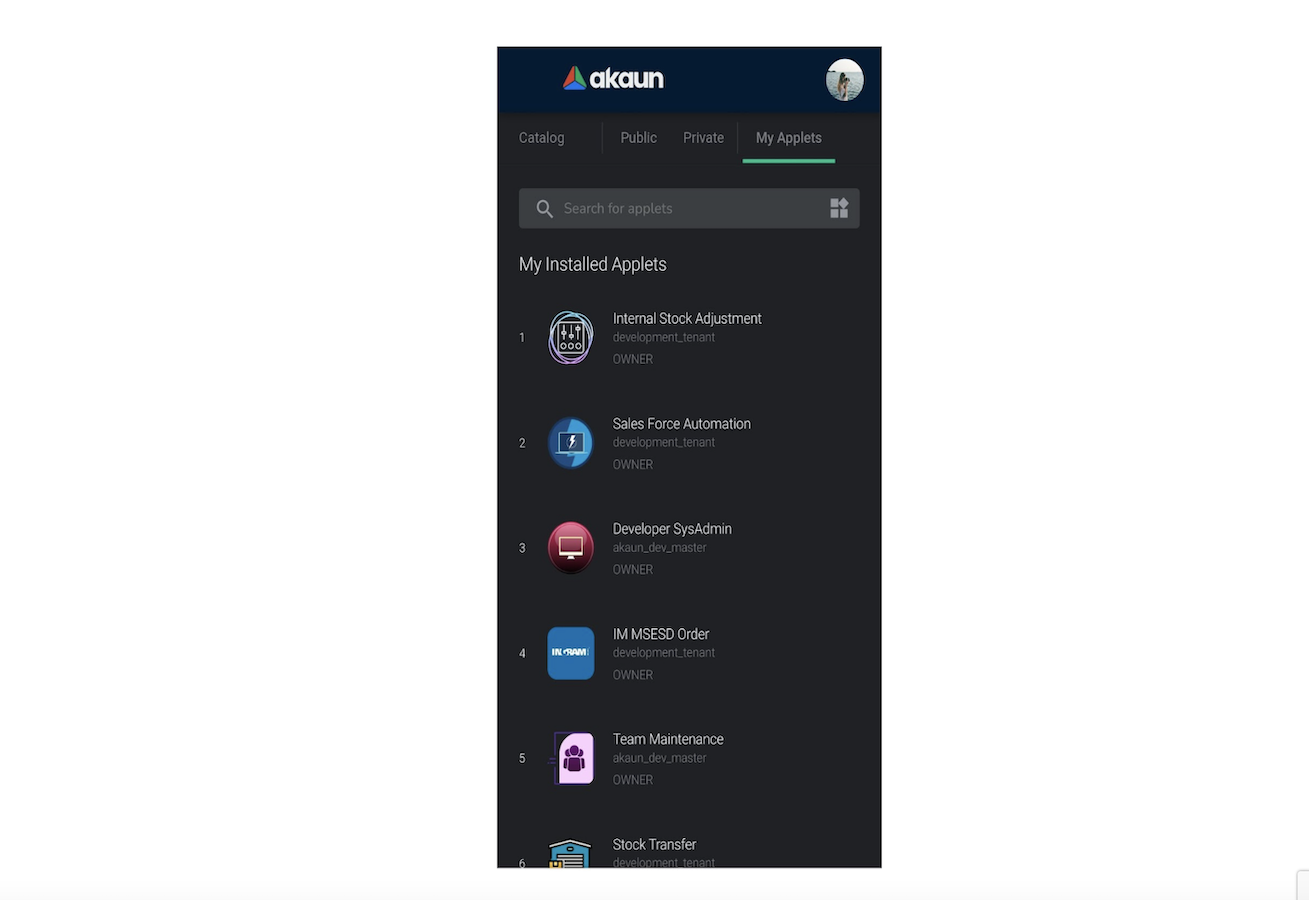 akaun
Catalog Public Private My Applets
Search for applets
My Installed Applets
1
Internal Stock Adjustment
development_tenant
OWNER
2
Sales Force Automation
development_tenant
OWNER
3
Developer SysAdmin
akaun_dev_master
OWNER
4
IM MSESD Order
development_tenant
OWNER
5
Team Maintenance
akaun_dev_master
OWNER
6
Stock Transfer
development_tenant